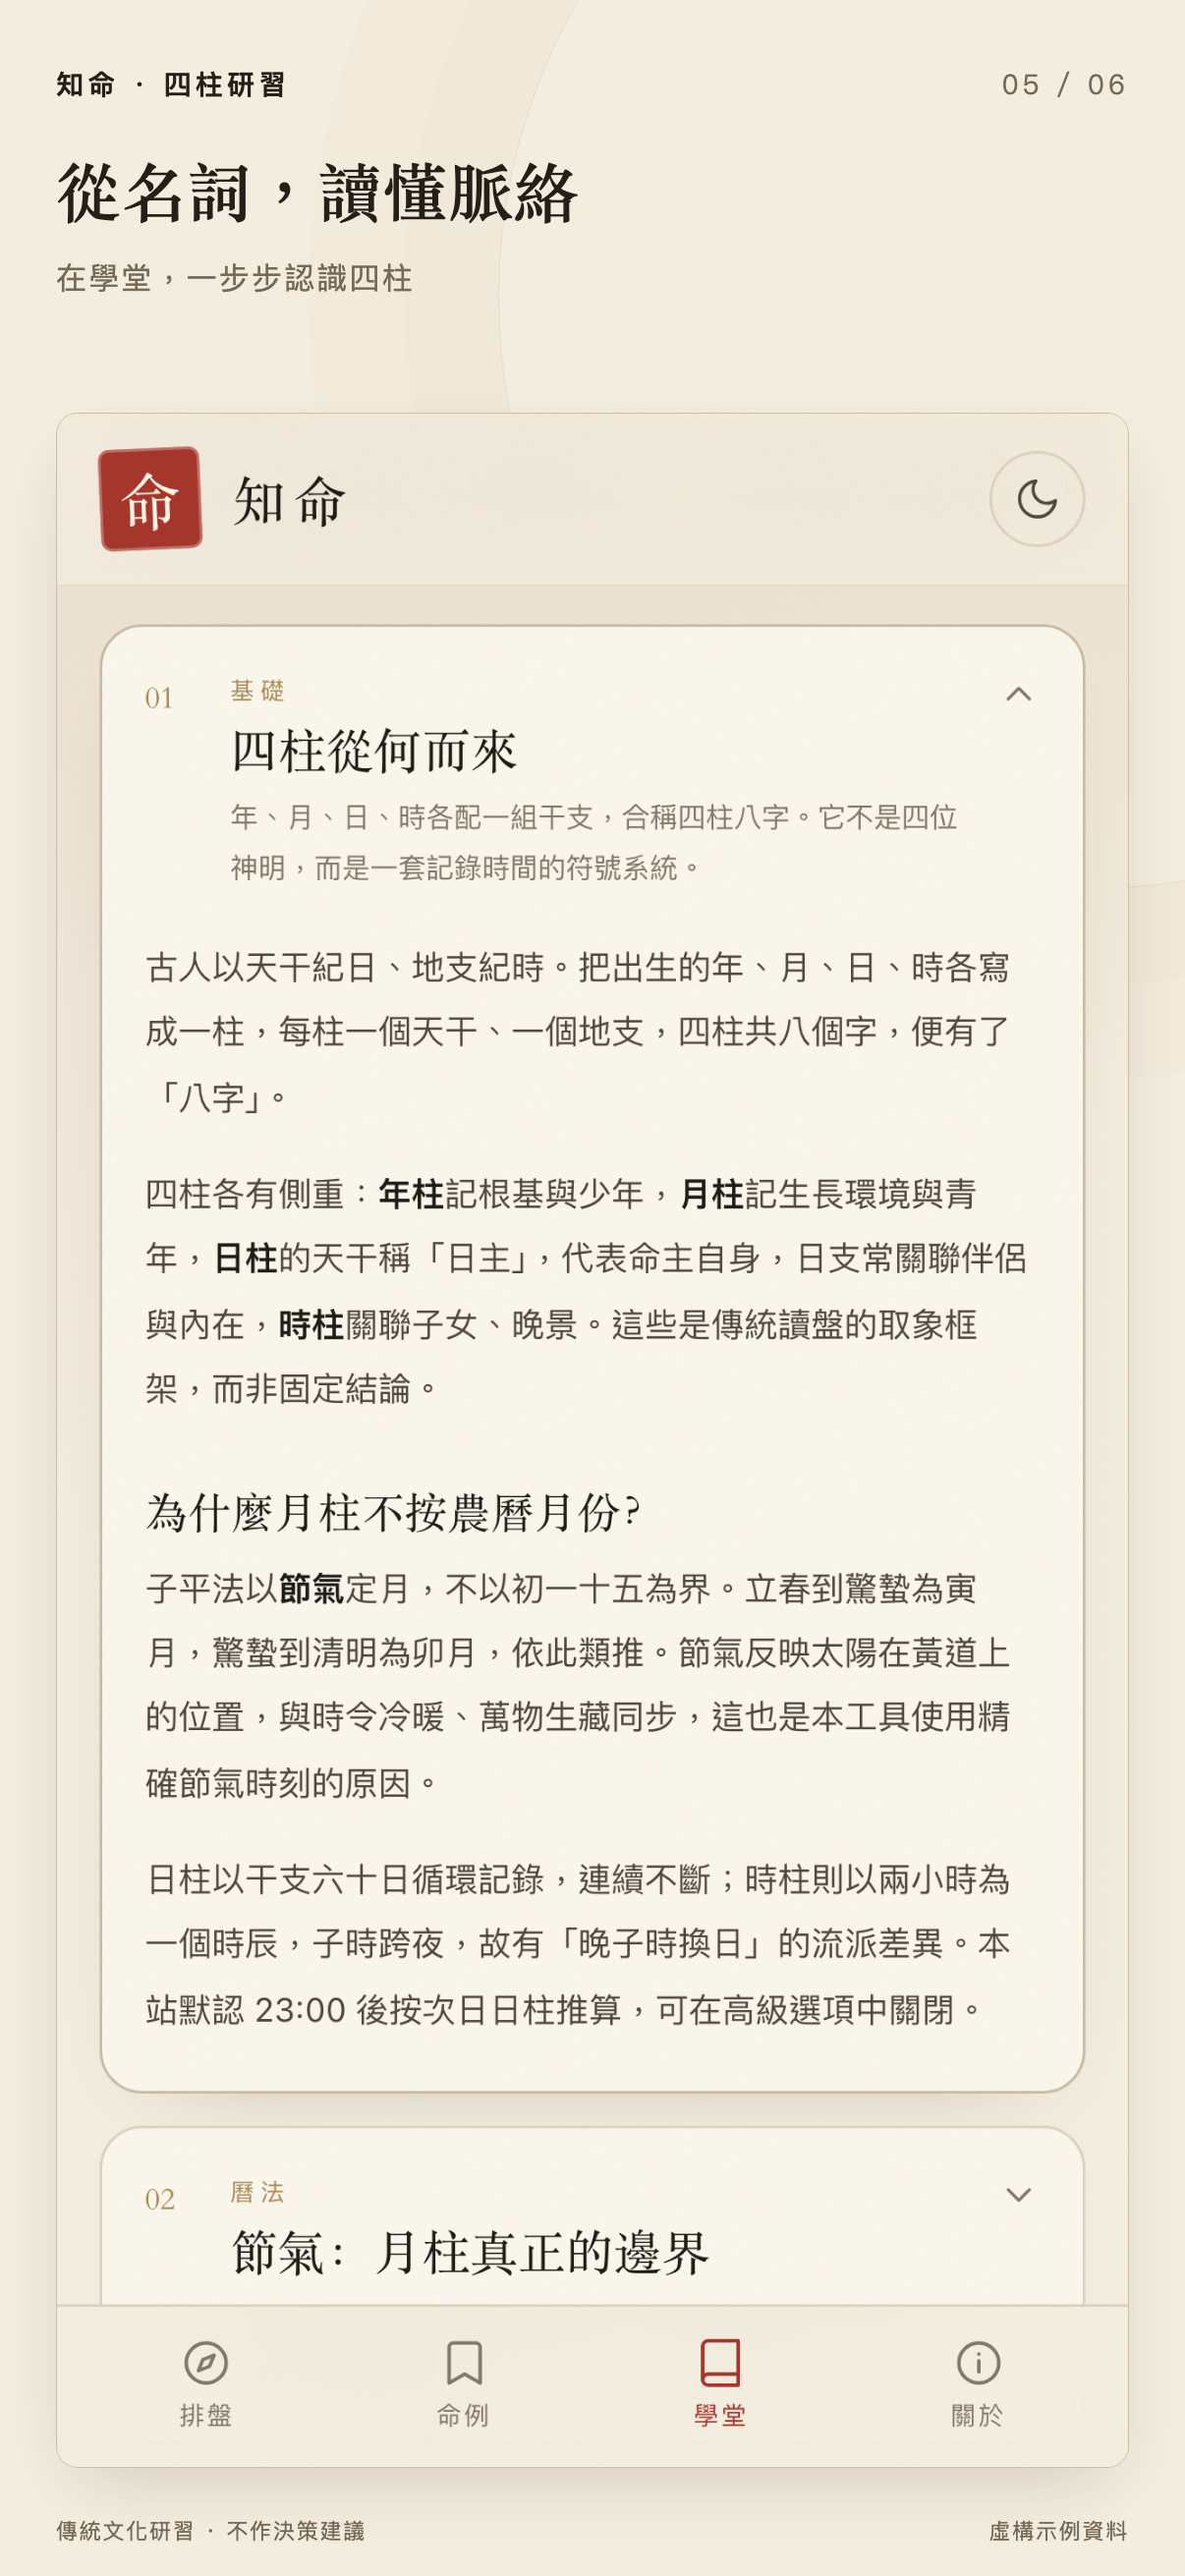 知命 · 四柱研習
05 / 06
從名詞，讀懂脈絡
在學堂，一步步認識四柱
命
知命
01
基礎
四柱從何而來
年、月、日、時各配一組干支，合稱四柱八字。它不是四位
神明，而是一套記錄時間的符號系統。
古人以天干紀日、地支紀時。把出生的年、月、日、時各寫
成一柱，每柱一個天干、一個地支，四柱共八個字，便有了
「八字」。
四柱各有側重：年柱記根基與少年，月柱記生長環境與青
年，日柱的天干稱「日主」，代表命主自身，日支常關聯伴侶
與內在，時柱關聯子女、晚景。這些是傳統讀盤的取象框
架，而非固定結論。
為什麼月柱不按農曆月份?
子平法以節氣定月，不以初一十五為界。立春到驚蟄為寅
月，驚蟄到清明為卯月，依此類推。節氣反映太陽在黃道上
的位置，與時令冷暖、萬物生藏同步，這也是本工具使用精
確節氣時刻的原因。
日柱以干支六十日循環記錄，連續不斷；時柱則以兩小時為
一個時辰，子時跨夜，故有「晚子時換日」的流派差異。本
站默認 23:00 後按次日日柱推算，可在高級選項中關閉。
02
曆法
節氣：月柱真正的邊界
排盤
命例
學堂
關於
傳統文化研習 · 不作決策建議
虛構示例資料